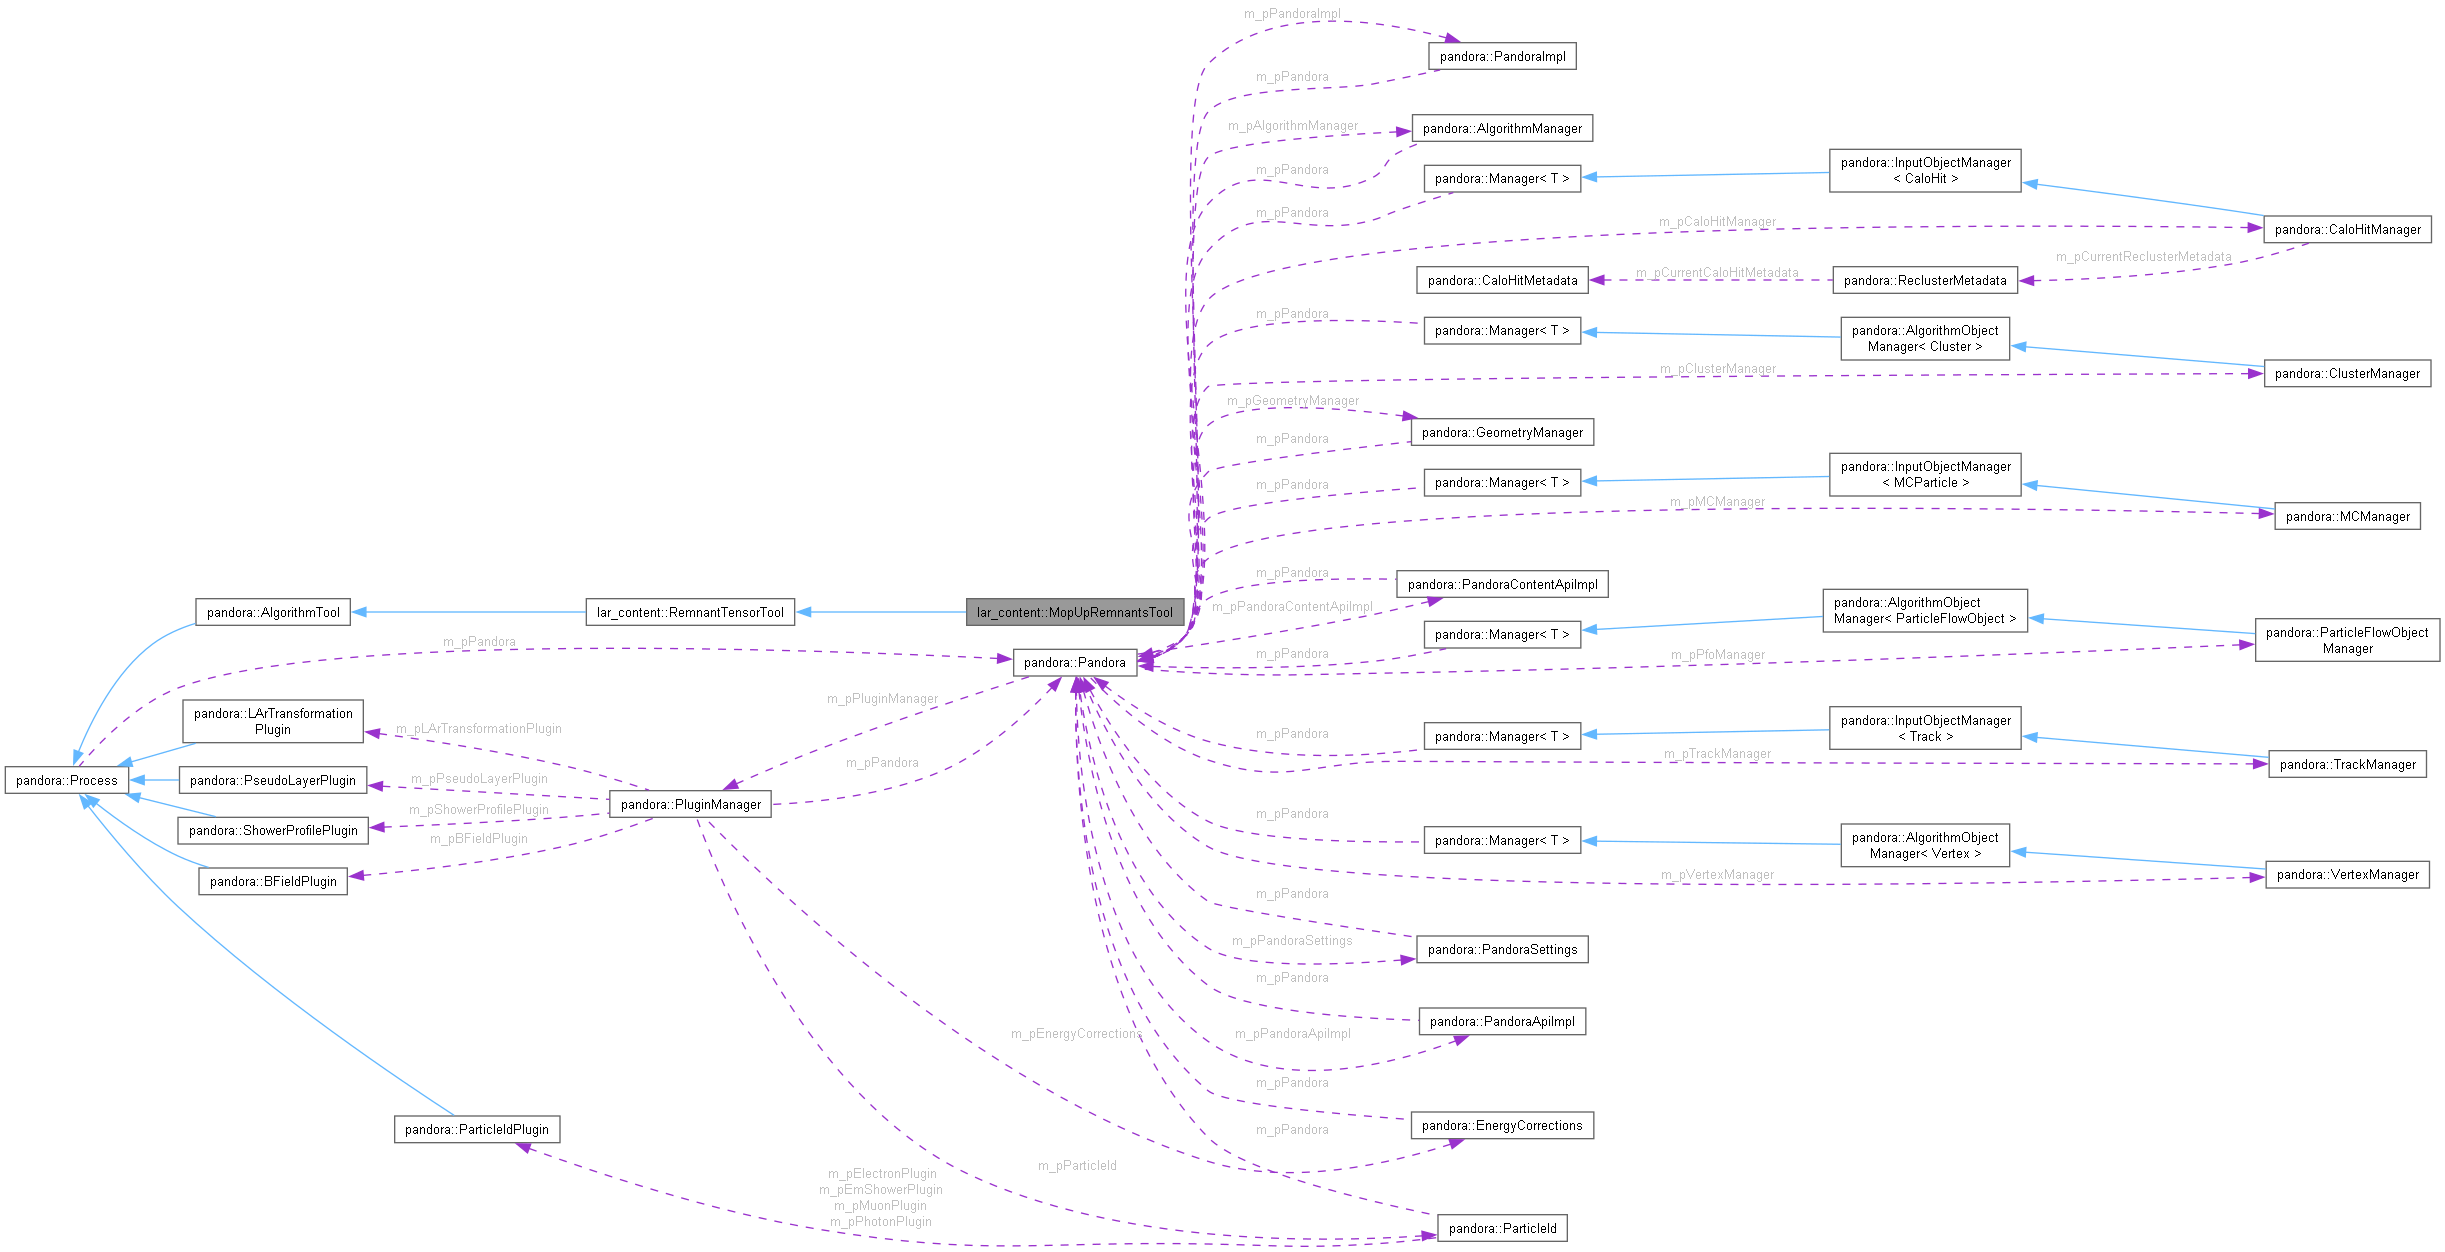 m_pPandoraImpl
pandora::PandoraImpl
m_pPandora
m_pAlgorithmManager
pandora::AlgorithmManager
m_pPandora
pandora::Manager< T >
pandora::InputObjectManager
< CaloHit >
m_pPandora
m_pCaloHitManager
pandora::CaloHitManager
m_pCurrentReclusterMetadata
pandora::CaloHitMetadata
m_pCurrentCaloHitMetadata
pandora::ReclusterMetadata
m_pPandora
pandora::Manager< T >
pandora::AlgorithmObject
Manager< Cluster >
m_pClusterManager
pandora::ClusterManager
m_pGeometryManager
pandora::GeometryManager
m_pPandora
pandora::InputObjectManager
< MCParticle >
m_pPandora
pandora::Manager< T >
m_pMCManager
pandora::MCManager
m_pPandora
pandora::PandoraContentApiImpl
m_pPandoraContentApiImpl
pandora::AlgorithmTool
lar_content::RemnantTensorTool
lar_content::MopUpRemnantsTool
pandora::AlgorithmObject
Manager< ParticleFlowObject >
pandora::Manager< T >
pandora::ParticleFlowObject
Manager
m_pPandora
pandora::Pandora
m_pPandora
m_pPfoManager
m_pPluginManager
pandora::LArTransformation
Plugin
m_pLArTransformationPlugin
m_pPandora
pandora::Manager< T >
pandora::InputObjectManager
< Track >
m_pTrackManager
pandora::TrackManager
pandora::Process
pandora::PseudoLayerPlugin
m_pPseudoLayerPlugin
m_pPandora
pandora::PluginManager
m_pShowerProfilePlugin
pandora::ShowerProfilePlugin
m_pBFieldPlugin
pandora::BFieldPlugin
m_pPandora
pandora::Manager< T >
pandora::AlgorithmObject
Manager< Vertex >
m_pVertexManager
pandora::VertexManager
m_pPandora
m_pPandoraSettings
pandora::PandoraSettings
m_pPandora
pandora::PandoraApiImpl
m_pEnergyCorrections
m_pPandoraApiImpl
m_pPandora
pandora::ParticleIdPlugin
pandora::EnergyCorrections
m_pPandora
m_pParticleId
m_pElectronPlugin
m_pEmShowerPlugin
m_pMuonPlugin
m_pPhotonPlugin
pandora::ParticleId